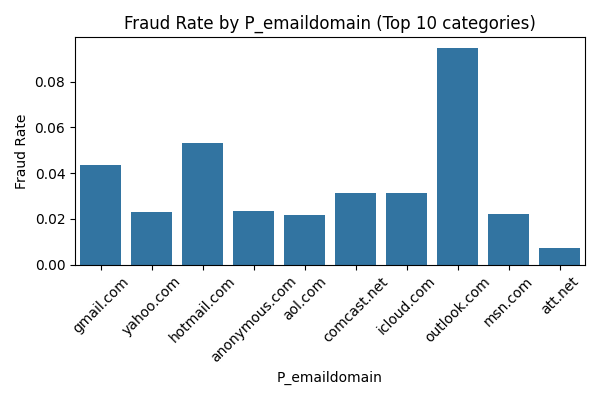 Fraud Rate by P_emaildomain (Top 10 categories)
Fraud Rate
0.08
0.06
0.04
0.02
0.00
gmail.com
yahoo.com
hotmail.com
anonymous.com
aol.com
comcast.net
icloud.com
outlook.com
msn.com
att.net
P_emaildomain